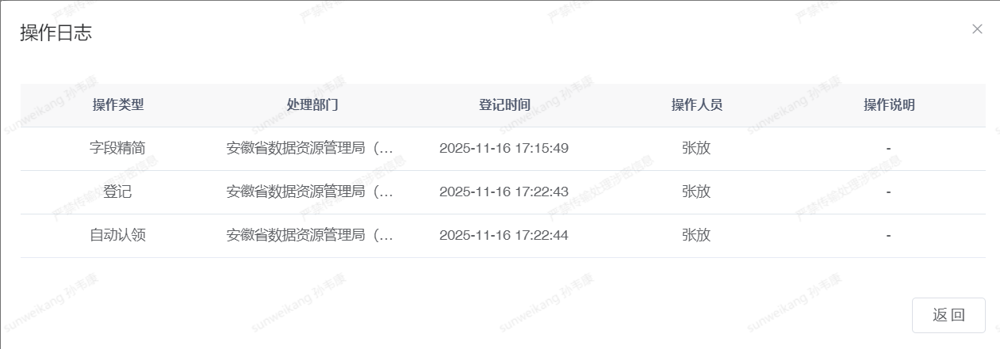 操作日志
操作类型 处理部门 登记时间 操作人员 操作说明
字段精简 安徽省数据资源管理局（... 2025-11-16 17:15:49 张放 -
登记 安徽省数据资源管理局（... 2025-11-16 17:22:43 张放 -
自动认领 安徽省数据资源管理局（... 2025-11-16 17:22:44 张放 -
返 回
sunweikang 孙韦康
严禁传输处理涉密信息